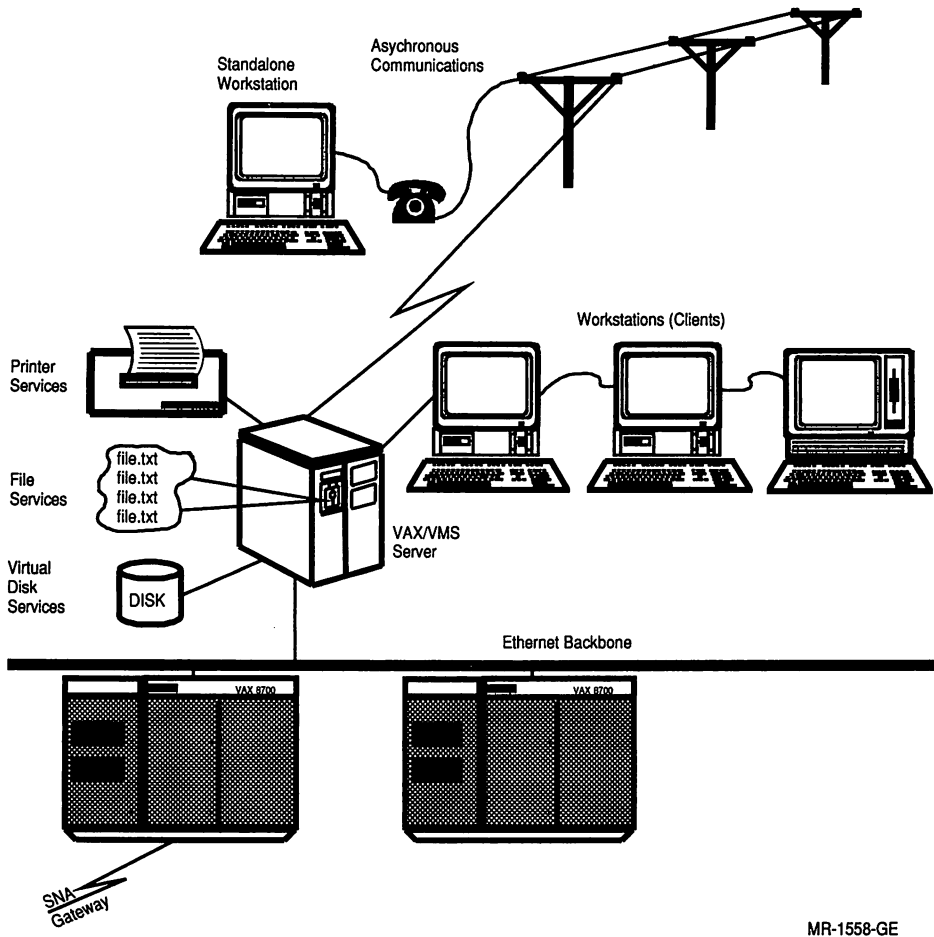 Standalone
Workstation
Asychronous
Communications
Workstations (Clients)
Printer
Services
File
Services
file.txt
file.txt
file.txt
file.txt
VAX/VMS
Server
Virtual
Disk
Services
DISK
Ethernet Backbone
VAX 8700
VAX 8700
SNA
Gateway
MR-1558-GE